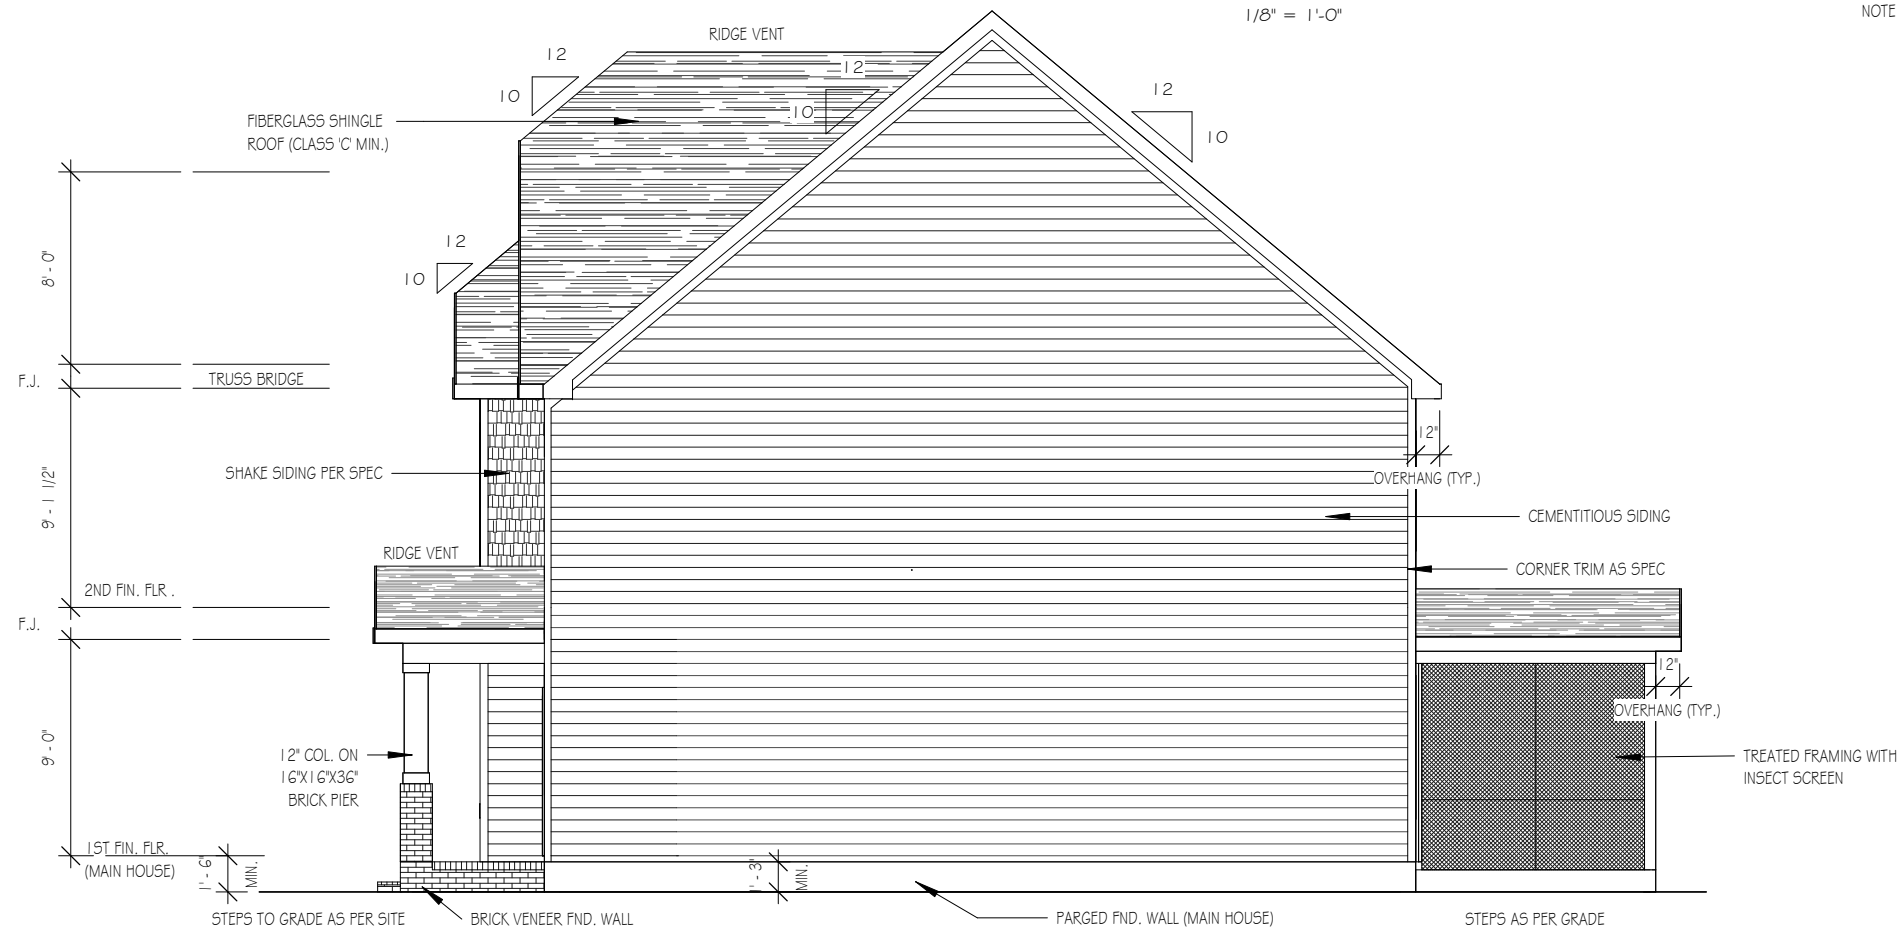 1/8" = 1'-0"
NOTE
RIDGE VENT
12
10
12
10
12
10
FIBERGLASS SHINGLE
ROOF (CLASS 'C' MIN.)
12
10
8' - 0"
F.J.
TRUSS BRIDGE
12"
OVERHANG (TYP.)
SHAKE SIDING PER SPEC
9' - 1 1/2"
CEMENTITIOUS SIDING
RIDGE VENT
CORNER TRIM AS SPEC
2ND FIN. FLR .
F.J.
12"
OVERHANG (TYP.)
9' - 0"
12" COL. ON
16"X16"X36"
BRICK PIER
TREATED FRAMING WITH
INSECT SCREEN
1ST FIN. FLR.
(MAIN HOUSE)
1' - 6"
MIN.
1' - 3"
MIN.
STEPS TO GRADE AS PER SITE
BRICK VENEER FND. WALL
PARGED FND. WALL (MAIN HOUSE)
STEPS AS PER GRADE